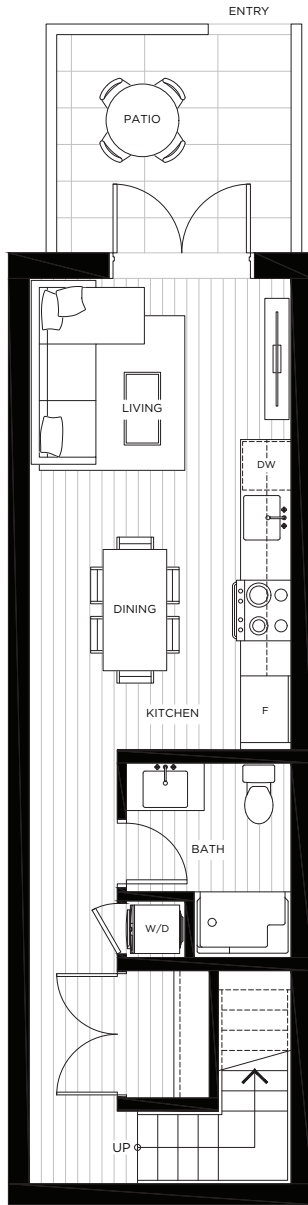 ENTRY
PATIO
LIVING
DW
DINING
KITCHEN
F
BATH
W/D
UP